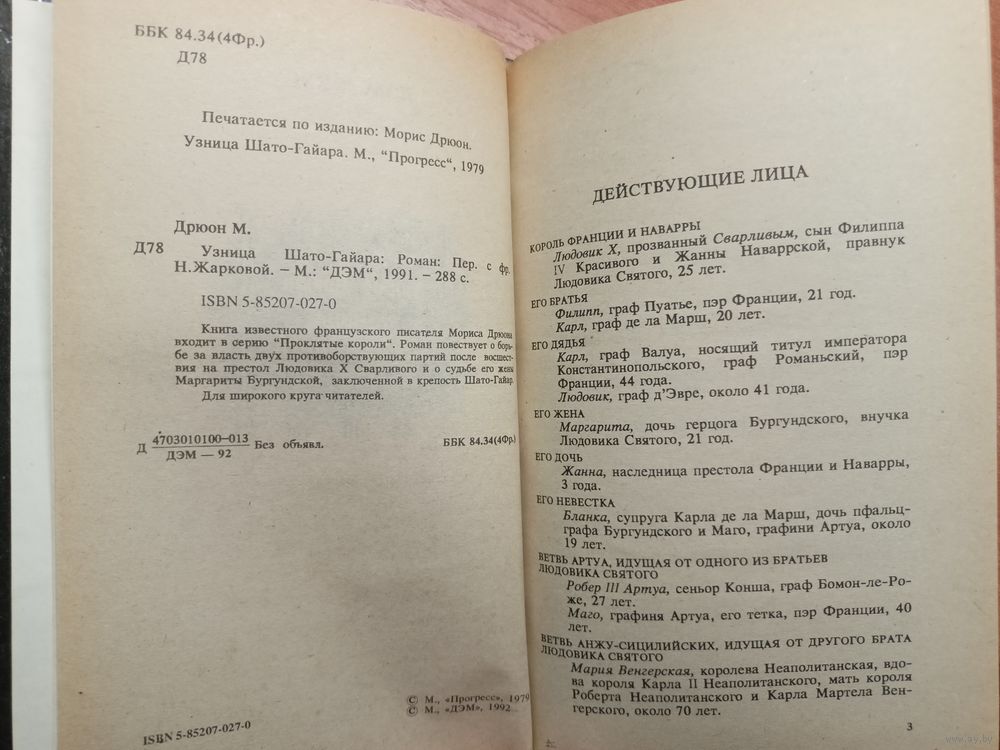 ББК 84.34(4Фр.)
Д78
Печатается по изданию: Морис Дрюон.
Узница Шато-Гайара. М., “Прогресс“, 1979
Дрюон М.
Д78
Узница Шато-Гайара: Роман: Пер. с фр.
Н.Жарковой. – М.: “ДЭМ“, 1991. – 288 с.
ISBN 5-85207-027-0
Книга известного французского писателя Мориса Дрюона
входит в серию “Проклятые короли“. Роман повествует о борь-
бе за власть двух противоборствующих партий после восшест-
вия на престол Людовика X Сварливого и о судьбе его жены
Маргариты Бургундской, заключенной в крепость Шато-Гайар.
Для широкого круга читателей.
Д 4703010100–013 Без объявл. ББК 84.34(4Фр.)
ДЭМ — 92
© М., «Прогресс», 1979
© М., «ДЭМ», 1992
ISBN 5-85207-027-0
ДЕЙСТВУЮЩИЕ ЛИЦА
КОРОЛЬ ФРАНЦИИ И НАВАРРЫ
Людовик X, прозванный Сварливым, сын Филиппа
IV Красивого и Жанны Наваррской, правнук
Людовика Святого, 25 лет.
ЕГО БРАТЬЯ
Филипп, граф Пуатье, пэр Франции, 21 год.
Карл, граф де ла Марш, 20 лет.
ЕГО ДЯДЬЯ
Карл, граф Валуа, носящий титул императора
Константинопольского, граф Романьский, пэр
Франции, 44 года.
Людовик, граф д’Эвре, около 41 года.
ЕГО ЖЕНА
Маргарита, дочь герцога Бургундского, внучка
Людовика Святого, 21 год.
ЕГО ДОЧЬ
Жанна, наследница престола Франции и Наварры,
3 года.
ЕГО НЕВЕСТКА
Бланка, супруга Карла де ла Марш, дочь пфальц-
графа Бургундского и Маго, графини Артуа, около
19 лет.
ВЕТВЬ АРТУА, ИДУЩАЯ ОТ ОДНОГО ИЗ БРАТЬЕВ
ЛЮДОВИКА СВЯТОГО
Робер III Артуа, сеньор Конша, граф Бомон-ле-Ро-
же, 27 лет.
Маго, графиня Артуа, его тетка, пэр Франции, 40
лет.
ВЕТВЬ АНЖУ-СИЦИЛИЙСКИХ, ИДУЩАЯ ОТ ДРУГОГО БРАТА
ЛЮДОВИКА СВЯТОГО
Мария Венгерская, королева Неаполитанская, вдо-
ва короля Карла II Неаполитанского, мать короля
Роберта Неаполитанского и Карла Мартела Вен-
герского, около 70 лет.
3
www.ay.by